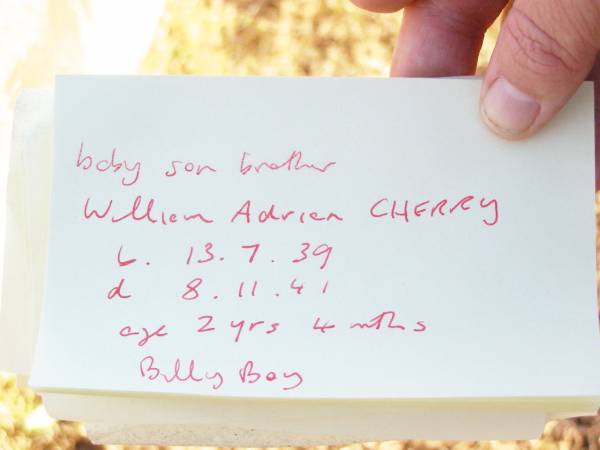 baby son brother
William Adrian CHERRY
b. 13.7.39
d 8.11.41
age 2 yrs 4 mths
Billy Boy